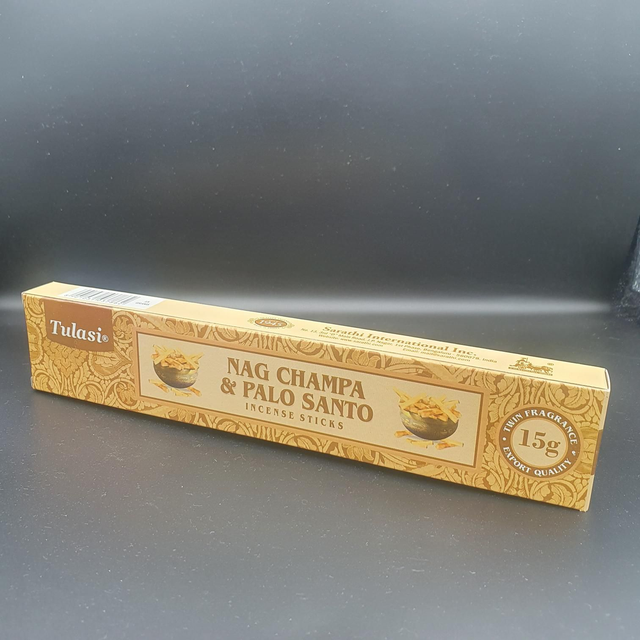 Sarathi International Inc.
Tulasi®
NAG CHAMPA
& PALO SANTO
INCENSE STICKS
TWIN FRAGRANCE
15g
EXPORT QUALITY